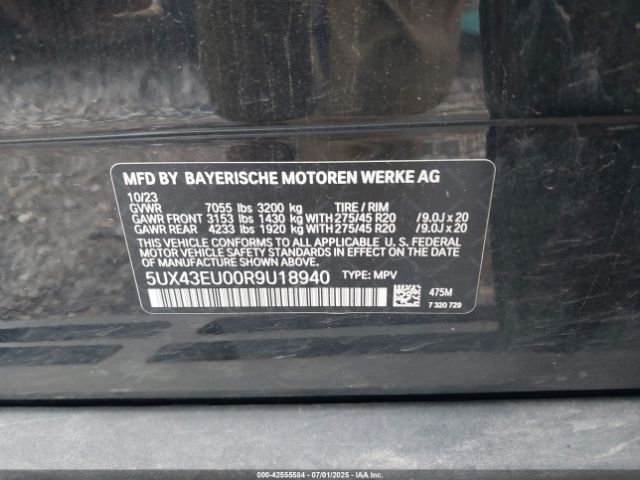 MFD BY BAYERISCHE MOTOREN WERKE AG
10/23
GVWR 7055 lbs 3200 kg TIRE / RIM
GAWR FRONT 3153 lbs 1430 kg WITH 275/45 R20 /9.0J x 20
GAWR REAR 4233 lbs 1920 kg WITH 275/45 R20 /9.0J x 20
THIS VEHICLE CONFORMS TO ALL APPLICABLE U. S. FEDERAL
MOTOR VEHICLE SAFETY STANDARDS IN EFFECT ON THE DATE
OF MANUFACTURE SHOWN ABOVE.
5UX43EU00R9U18940 TYPE: MPV
475M
7 320 729
000-42555584 - 07/01/2025 - IAA Inc.